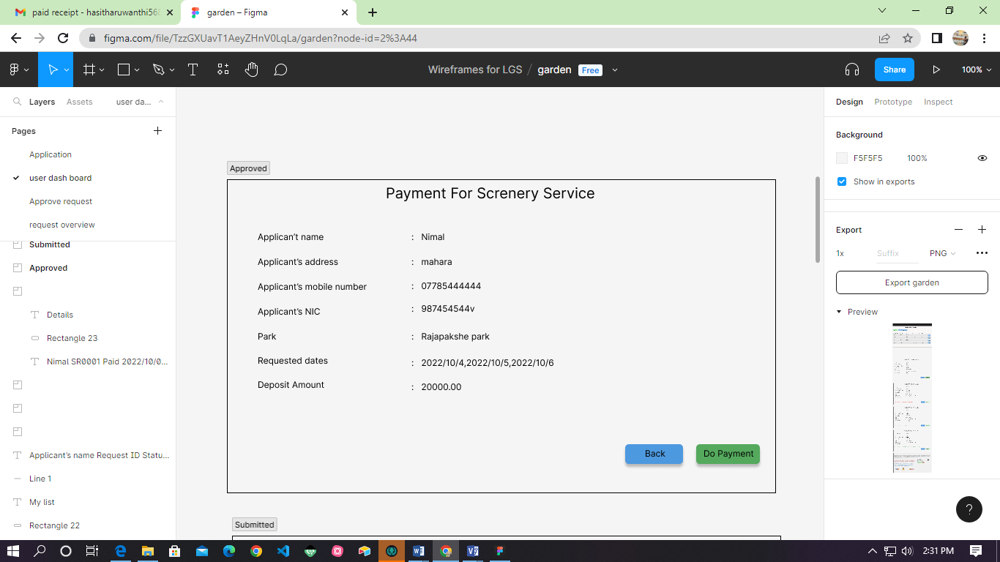 paid receipt - hasitharuwanthi568
garden – Figma
figma.com/file/TzzGXUavT1AeyZHnV0LqLa/garden?node-id=2%3A44
Wireframes for LGS / garden Free
Share
100%
Layers Assets user da...
Pages
Application
user dash board
Approve request
request overview
Submitted
Approved
Details
Rectangle 23
Nimal SR0001 Paid 2022/10/0...
Applicant's name Request ID Statu...
Line 1
My list
Rectangle 22
Approved
Payment For Screnery Service
Applican't name : Nimal
Applicant's address : mahara
Applicant's mobile number : 07785444444
Applicant's NIC : 987454544v
Park : Rajapakshe park
Requested dates : 2022/10/4,2022/10/5,2022/10/6
Deposit Amount : 20000.00
Back Do Payment
Submitted
Design Prototype Inspect
Background
F5F5F5 100%
Show in exports
Export
1x Suffix PNG
Export garden
Preview
?
2:31 PM